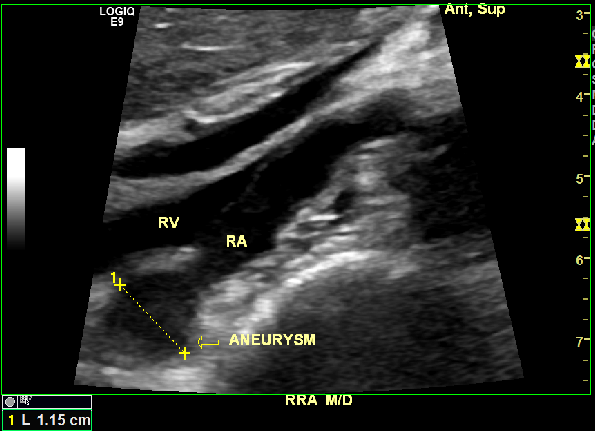 LOGIQ
E9
Ant, Sup
3
4
5
RV
RA
6
1
7
ANEURYSM
RRA M/D
1 L 1.15 cm